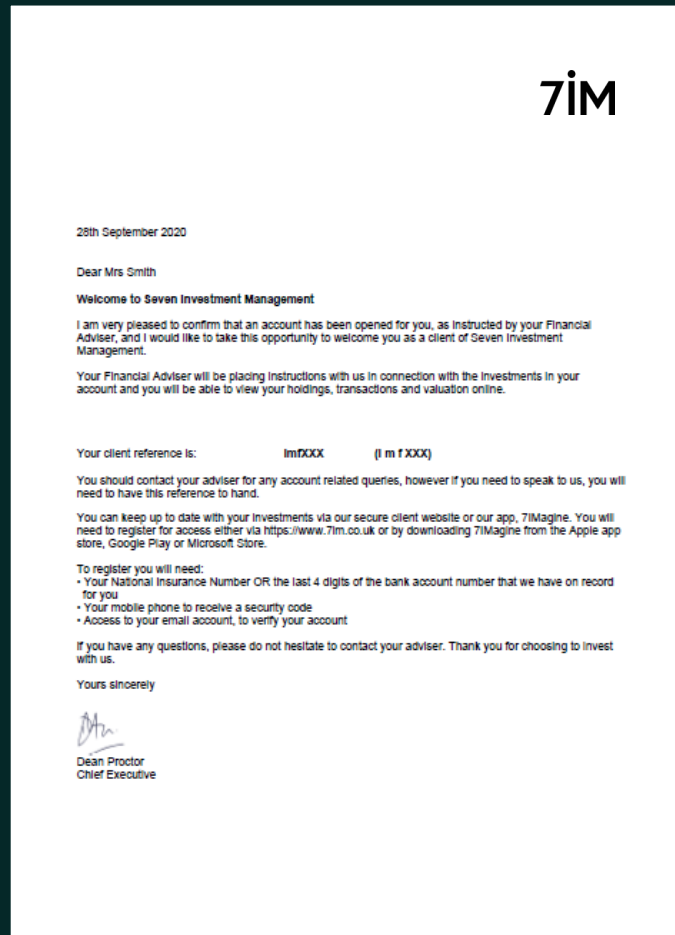 7iM
28th September 2020
Dear Mrs Smith
Welcome to Seven Investment Management
I am very pleased to confirm that an account has been opened for you, as instructed by your Financial
Adviser, and I would like to take this opportunity to welcome you as a client of Seven Investment
Management.
Your Financial Adviser will be placing instructions with us in connection with the investments in your
account and you will be able to view your holdings, transactions and valuation online.
Your client reference is: imfXXX (i m f XXX)
You should contact your adviser for any account related queries, however if you need to speak to us, you will
need to have this reference to hand.
You can keep up to date with your investments via our secure client website or our app, 7IMagine. You will
need to register for access either via https://www.7im.co.uk or by downloading 7IMagine from the Apple app
store, Google Play or Microsoft Store.
To register you will need:
• Your National Insurance Number OR the last 4 digits of the bank account number that we have on record
for you
• Your mobile phone to receive a security code
• Access to your email account, to verify your account
If you have any questions, please do not hesitate to contact your adviser. Thank you for choosing to invest
with us.
Yours sincerely
Dean Proctor
Chief Executive